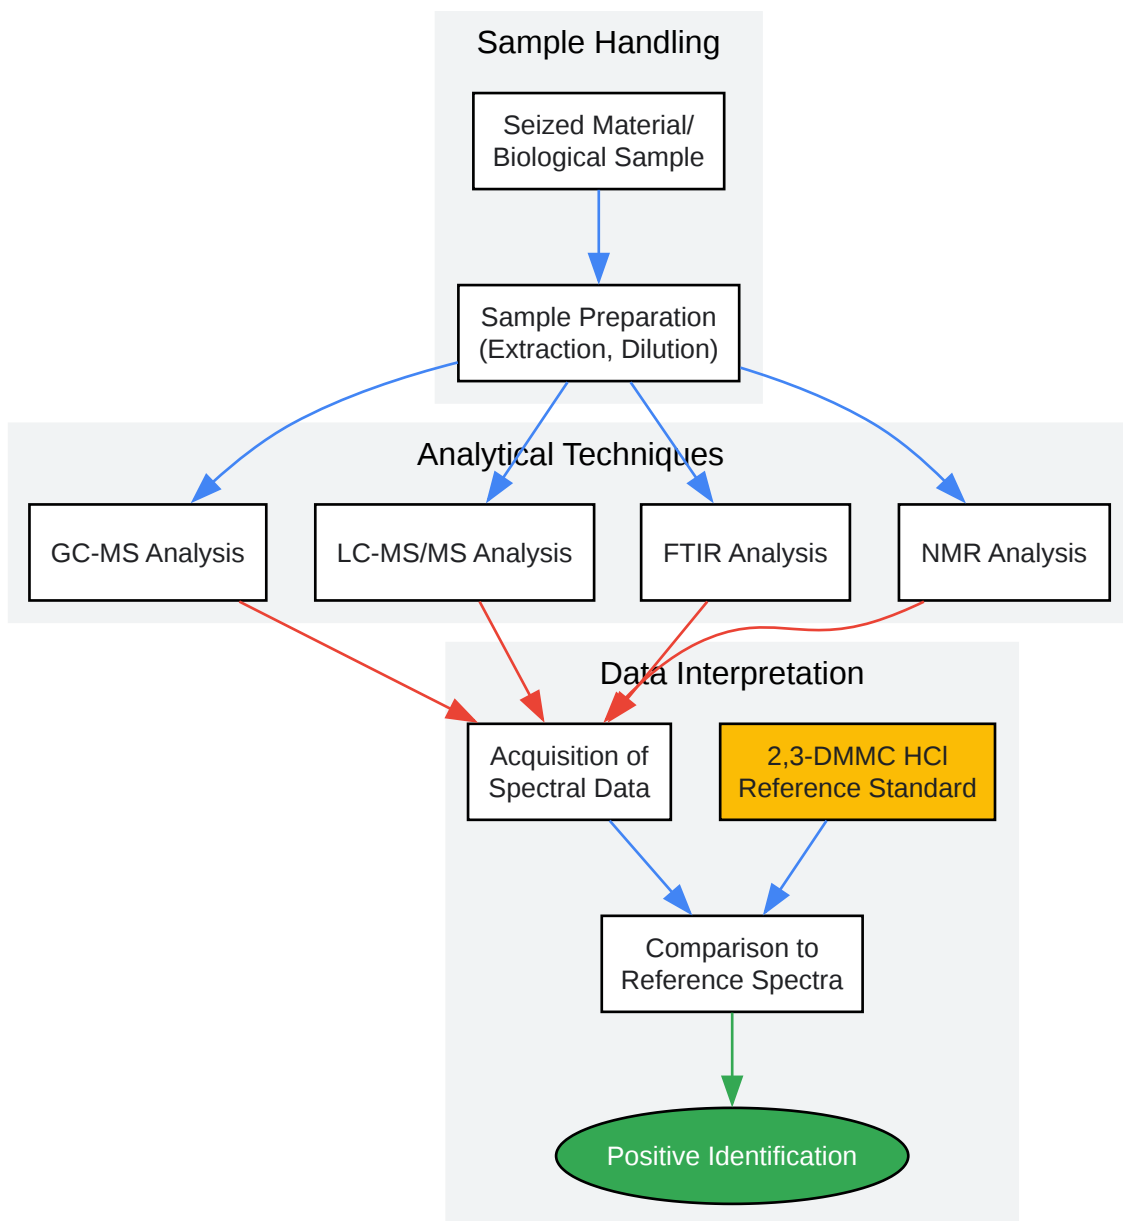 Sample Handling
Seized Material/
Biological Sample
Sample Preparation
(Extraction, Dilution)
Analytical Techniques
GC-MS Analysis
LC-MS/MS Analysis
FTIR Analysis
NMR Analysis
Data Interpretation
Acquisition of
Spectral Data
2,3-DMMC HCl
Reference Standard
Comparison to
Reference Spectra
Positive Identification